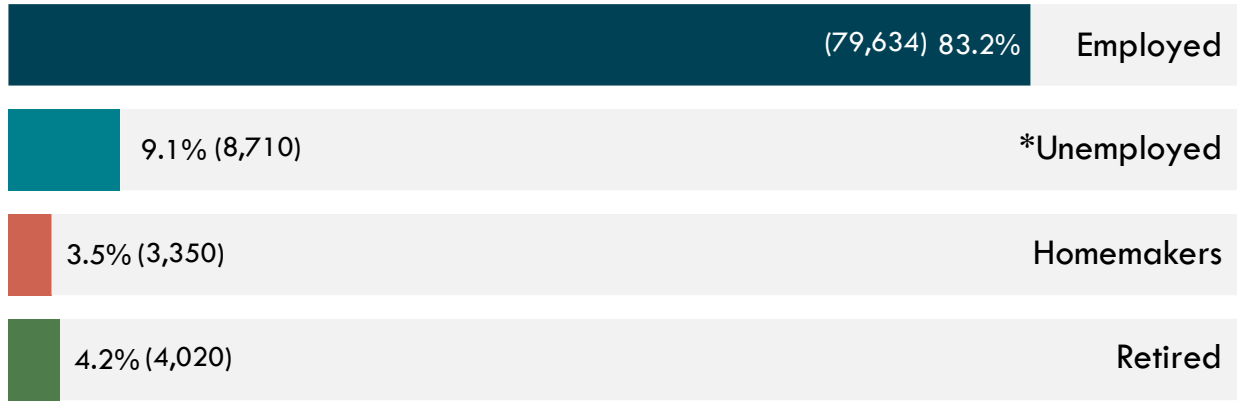 (79,634) 83.2% Employed
9.1% (8,710) *Unemployed
3.5% (3,350) Homemakers
4.2% (4,020) Retired